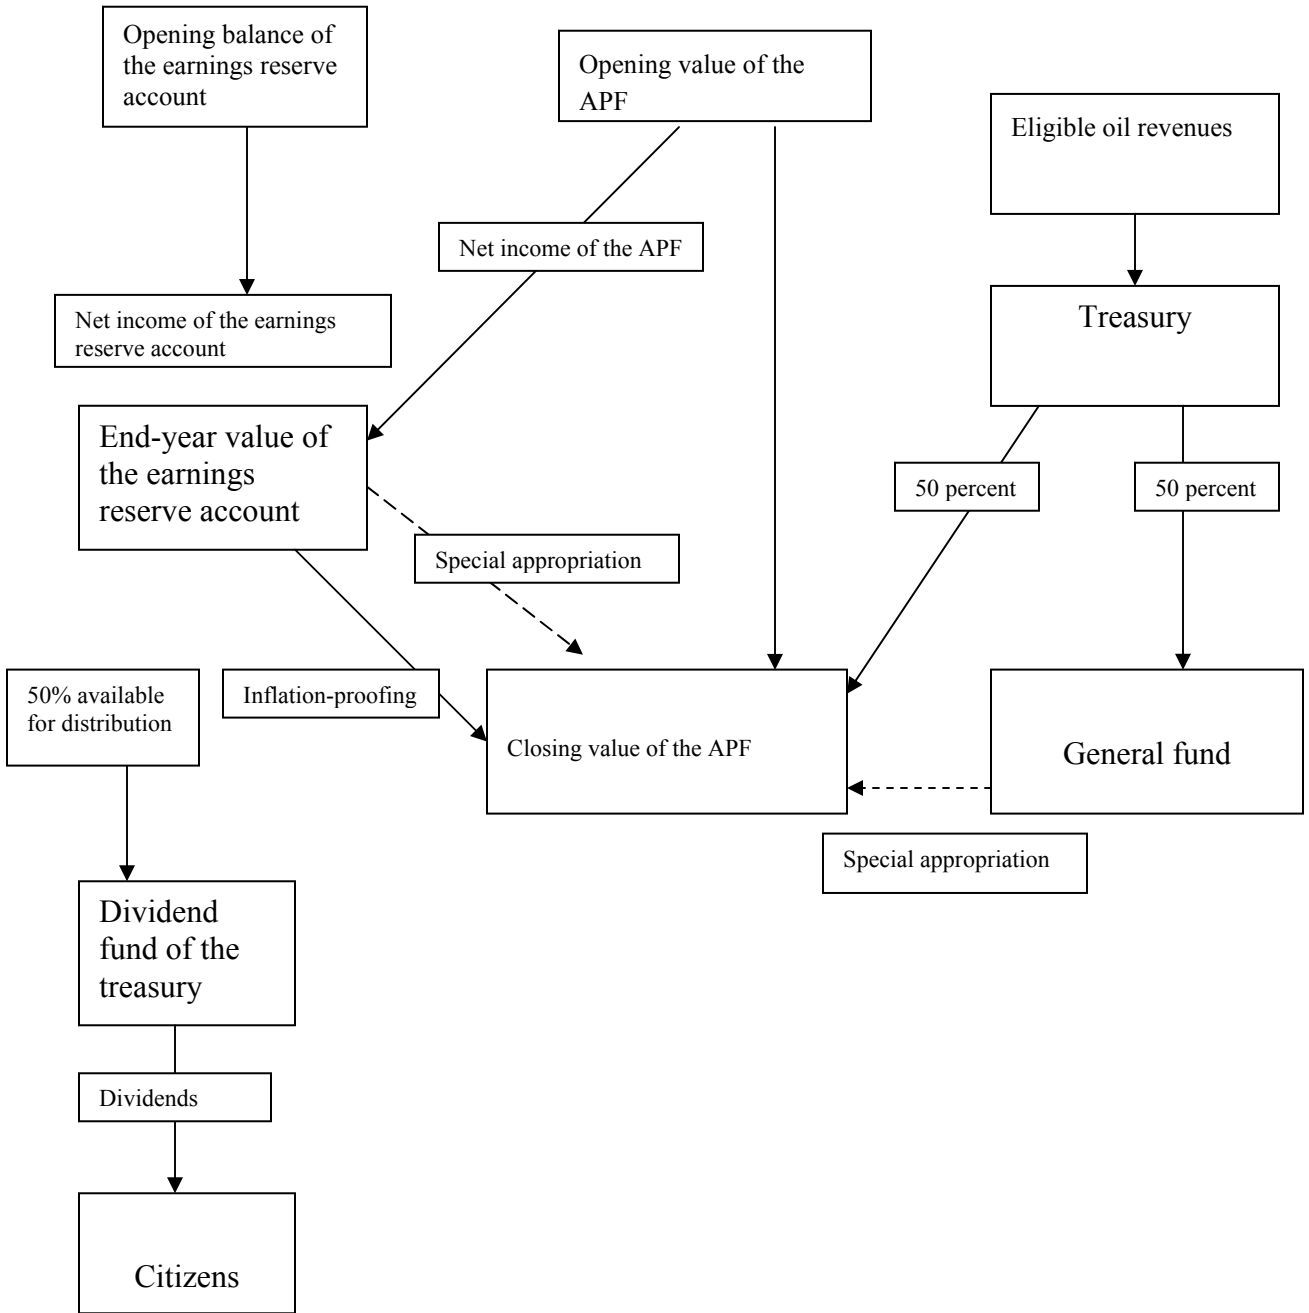 Opening balance of
the earnings reserve
account
Opening value of the
APF
Eligible oil revenues
Net income of the APF
Net income of the earnings
reserve account
Treasury
End-year value of
the earnings
reserve account
50 percent
50 percent
Special appropriation
50% available
for distribution
Inflation-proofing
Closing value of the APF
General fund
Special appropriation
Dividend
fund of the
treasury
Dividends
Citizens